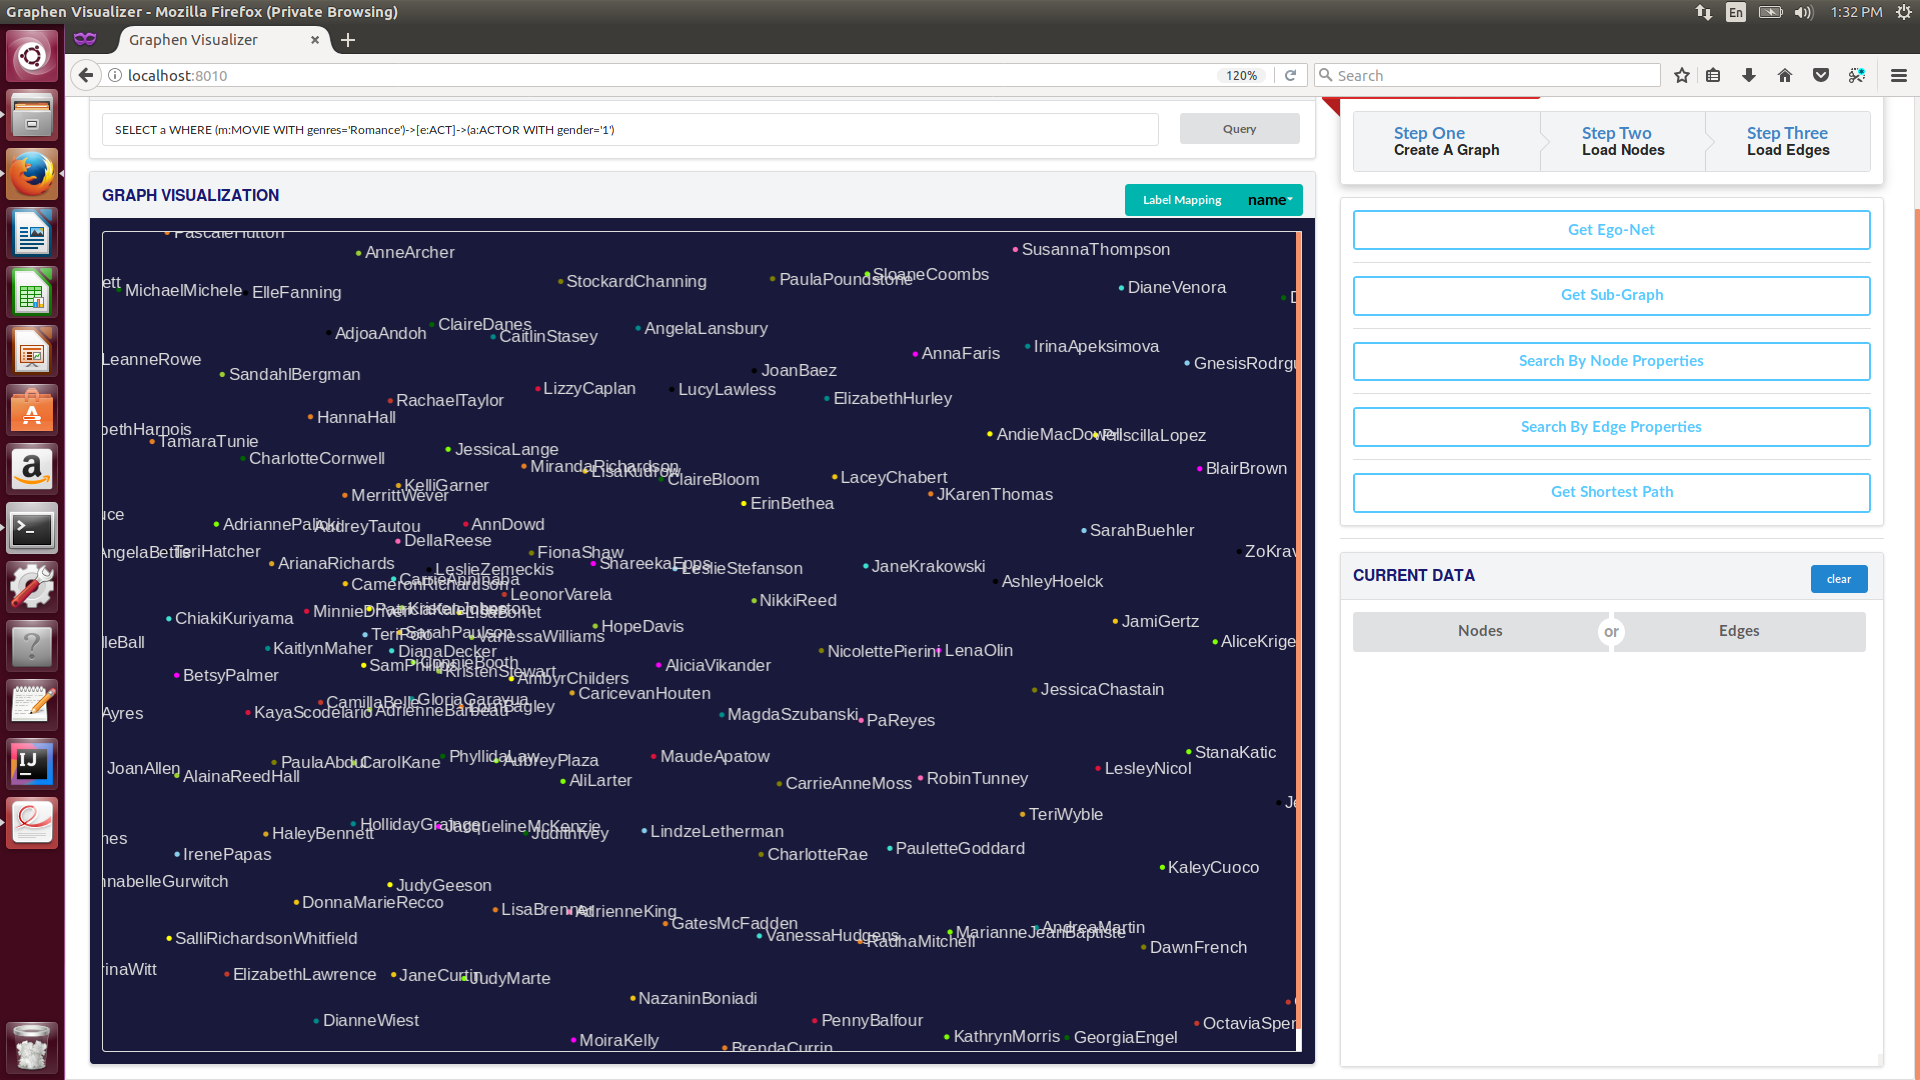 Graphen Visualizer - Mozilla Firefox (Private Browsing)
En
1:32 PM
Graphen Visualizer
localhost:8010
120%
Search
SELECT a WHERE (m:MOVIE WITH genres='Romance')->[e:ACT]->(a:ACTOR WITH gender='1')
Query
Step One
Create A Graph
Step Two
Load Nodes
Step Three
Load Edges
GRAPH VISUALIZATION
Label Mapping
name
PascaleHutton
AnneArcher
SusannaThompson
StockardChanning
PaulaPoundstone
SloaneCoombs
ett
MichaelMichele
ElleFanning
DianeVenora
AdjoaAndoh
ClaireDanes
CaitlinStasey
AngelaLansbury
LeanneRowe
AnnaFaris
IrinaApeksimova
SandahlBergman
JoanBaez
GnesisRodrgu
LizzyCaplan
LucyLawless
RachaelTaylor
ElizabethHurley
HannaHall
bethHarnois
TamaraTunie
AndieMacDowell
PriscillaLopez
CharlotteCornwell
JessicaLange
MirandaRichardson
LisaKudrow
ClaireBloom
LaceyChabert
BlairBrown
KelliGarner
MerrittWever
ErinBethea
JKarenThomas
uce
AdriannePalicki
AudreyTautou
AnnDowd
SarahBuehler
DellaReese
AngelaBettis
TeriHatcher
FionaShaw
ZoKrav
ArianaRichards
LeslieZemeckis
ShareekaEpps
LeslieStefanson
JaneKrakowski
CarrieAnnInaba
CameronRichardson
AshleyHoelck
LeonorVarela
NikkiReed
ChiakiKuriyama
MinnieDriver
LisaBonet
JamiGertz
HopeDavis
TeriPolo
SarahPaulson
VanessaWilliams
lleBall
KaitlynMaher
DianaDecker
NicolettePierini
LenaOlin
AliceKrige
BetsyPalmer
SamPhillips
ConnieBooth
KristenStewart
AliciaVikander
AmbyrChilders
CaricevanHouten
JessicaChastain
CamillaBelle
GloriaGarayua
Ayres
KayaScodelario
AdrienneBarbeau
LoriBagley
MagdaSzubanski
PaReyes
StanaKatic
JoanAllen
AlainaReedHall
PaulaAbdul
CarolKane
PhyllidaLaw
AubreyPlaza
MaudeApatow
LesleyNicol
AliLarter
CarrieAnneMoss
RobinTunney
HollidayGrainger
JacquelineMcKenzie
JudithIvey
LindzeLetherman
TeriWyble
nes
HaleyBennett
IrenePapas
CharlotteRae
PauletteGoddard
KaleyCuoco
nnabelleGurwitch
JudyGeeson
DonnaMarieRecco
LisaBrenner
AdrienneKing
GatesMcFadden
SalliRichardsonWhitfield
VanessaHudgens
RadhaMitchell
MarianneJeanBaptiste
AndreaMartin
DawnFrench
rinaWitt
ElizabethLawrence
JaneCurtin
JudyMarte
NazaninBoniadi
DianneWiest
PennyBalfour
OctaviaSper
MoiraKelly
BrendaCurrin
KathrynMorris
GeorgiaEngel
Get Ego-Net
Get Sub-Graph
Search By Node Properties
Search By Edge Properties
Get Shortest Path
CURRENT DATA
clear
Nodes
or
Edges